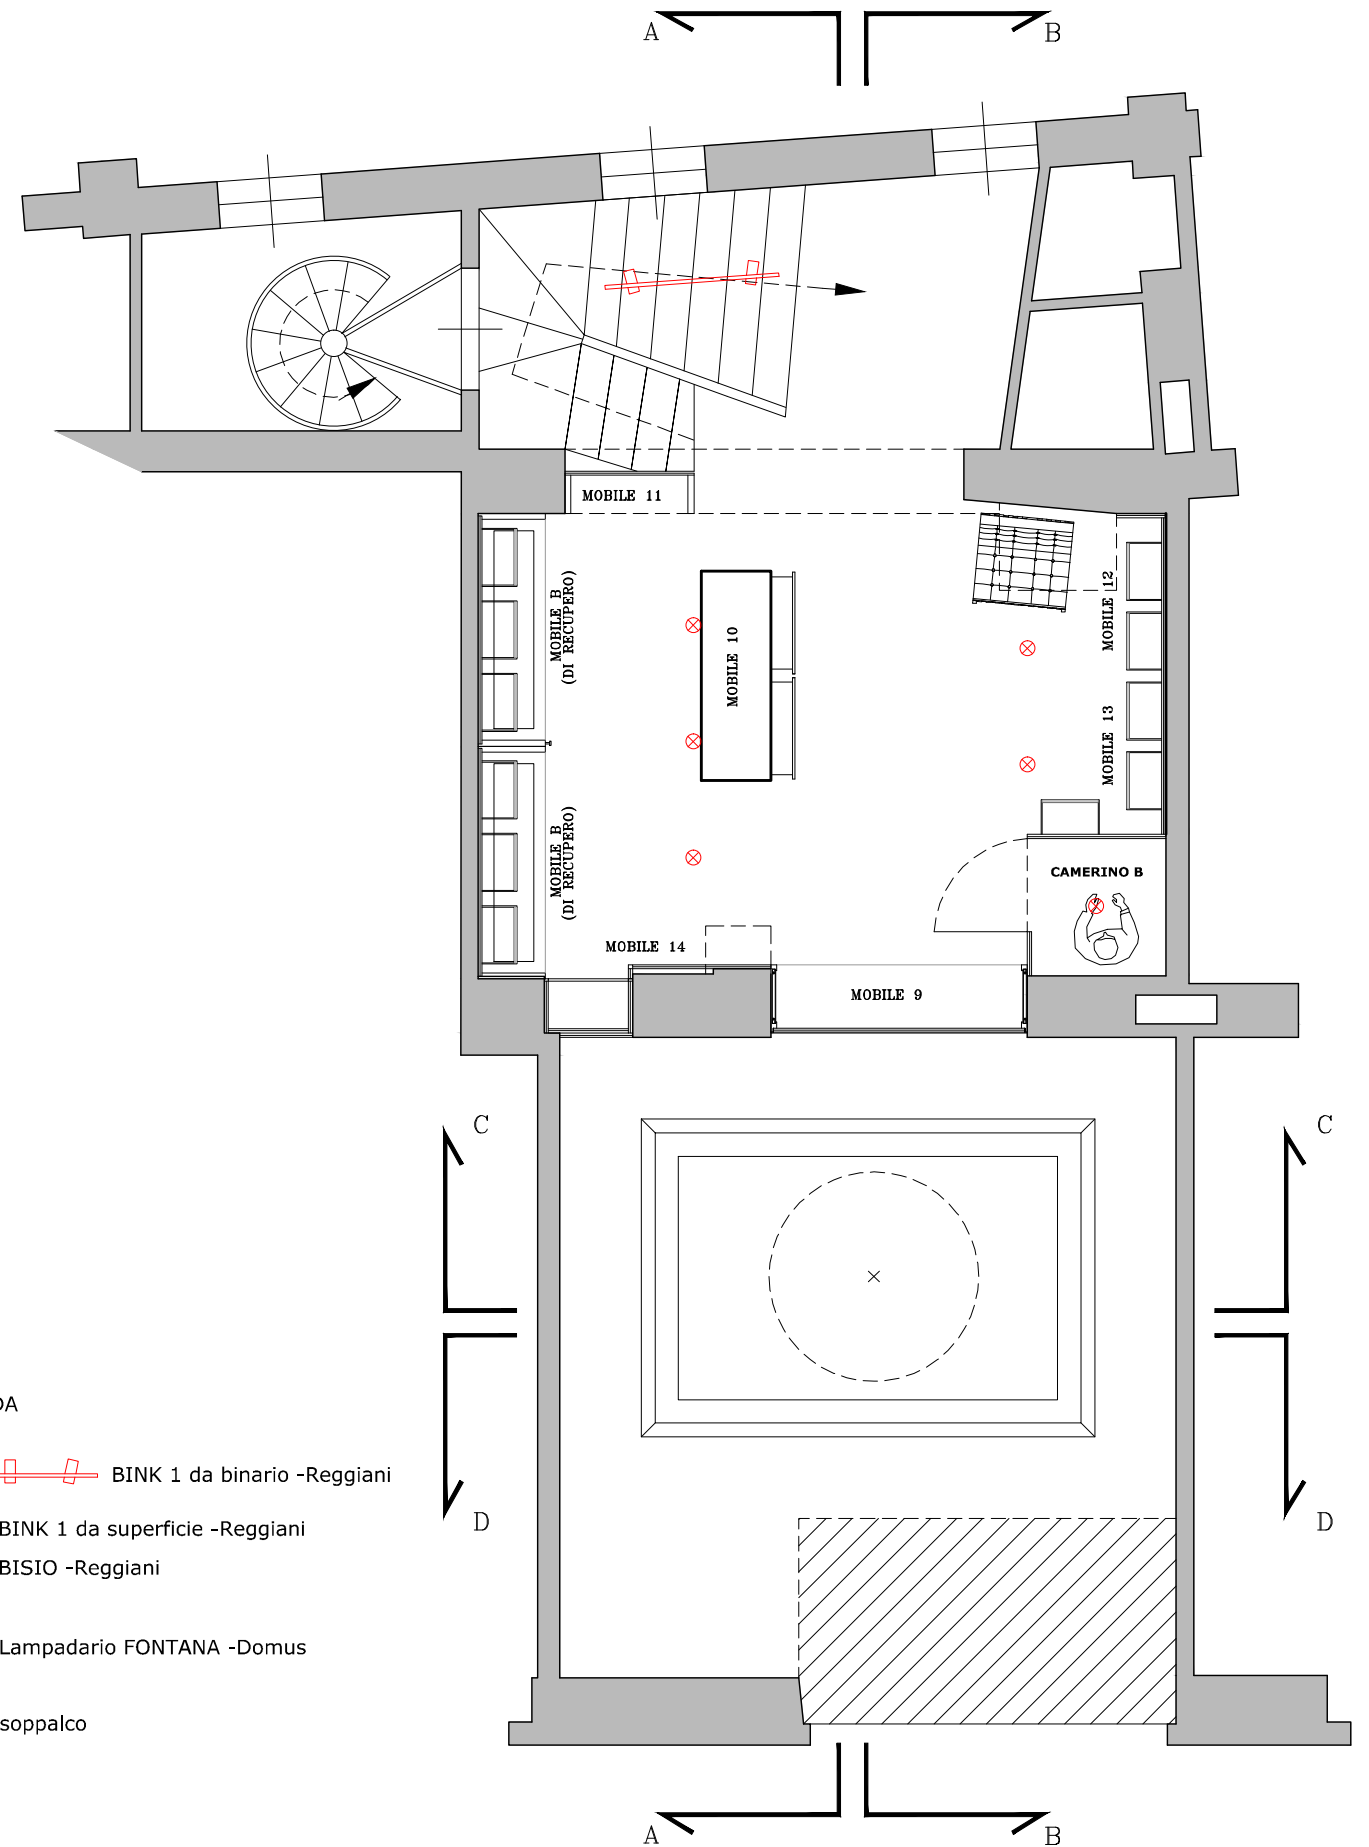 A
B
MOBILE 11
MOBILE B
(DI RECUPERO)
MOBILE 10
MOBILE 12
MOBILE 13
MOBILE B
(DI RECUPERO)
CAMERINO B
MOBILE 14
MOBILE 9
C
C
DA
BINK 1 da binario -Reggiani
D
D
BINK 1 da superficie -Reggiani
BISIO -Reggiani
Lampadario FONTANA -Domus
soppalco
A
B